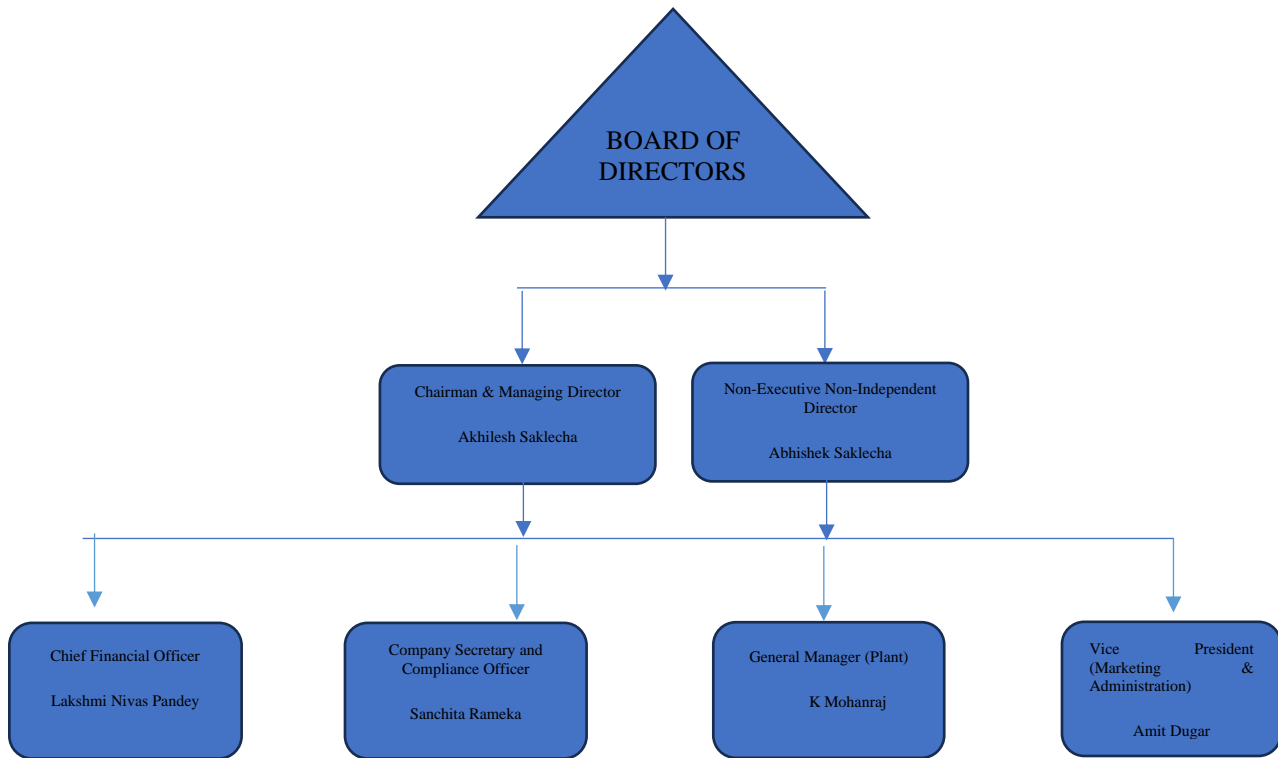 BOARD OF
DIRECTORS
Chairman & Managing Director
Akhilesh Saklecha
Non-Executive Non-Independent
Director
Abhishek Saklecha
Chief Financial Officer
Lakshmi Nivas Pandey
Company Secretary and
Compliance Officer
Sanchita Rameka
General Manager (Plant)
K Mohanraj
Vice President
(Marketing &
Administration)
Amit Dugar